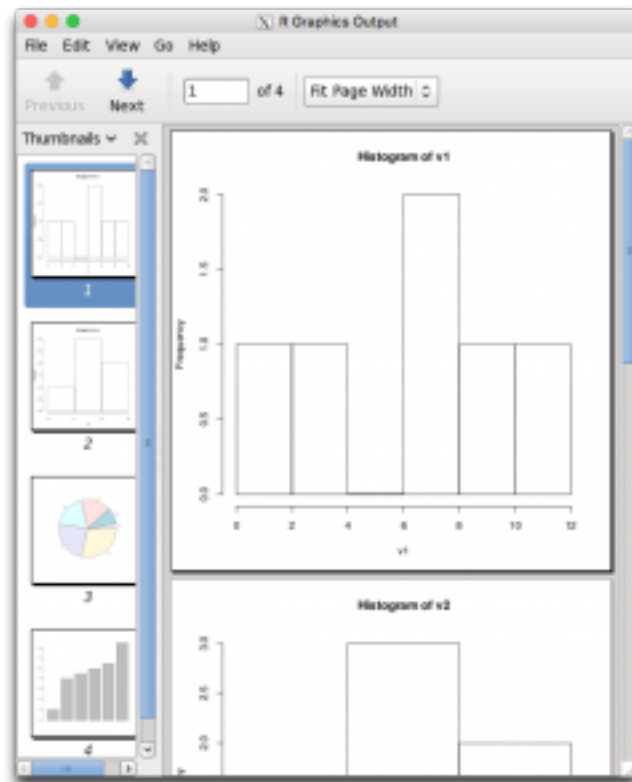 R Graphics Output
File Edit View Go Help
Previous Next 1 of 4 Fit Page Width
Thumbnails
1
2
3
4
Histogram of v1
Frequency
2.0
1.5
1.0
0.5
0.0
0 2 4 6 8 10 12
v1
Histogram of v2
3.0
2.5
2.0